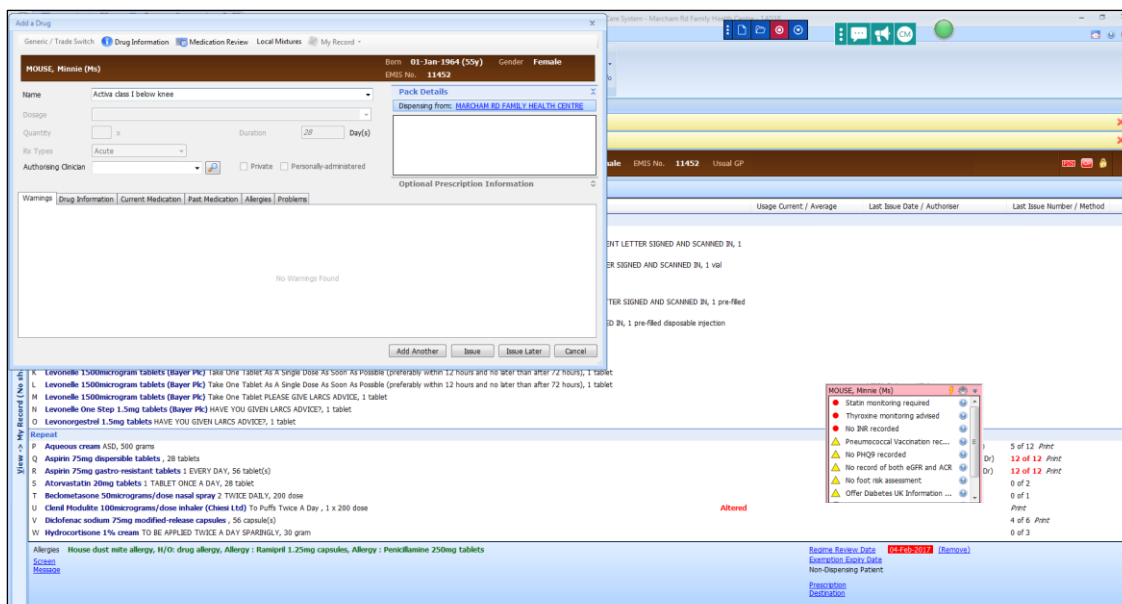 Add a Drug
Care System - Marcham Rd Family Health Centre - 14038
Generic / Trade Switch Drug Information Medication Review Local Mixtures My Record
CM
MOUSE, Minnie (Ms)
Born 01-Jan-1964 (55y) Gender Female
EMIS No. 11452
Name Activa class I below knee
Pack Details
Dispensing from: MARCHAM RD FAMILY HEALTH CENTRE
Dosage
Quantity x Duration 28 Day(s)
Rx Types Acute
Authorising Clinician Private Personally-administered
Optional Prescription Information
Warnings Drug Information Current Medication Past Medication Allergies Problems
No Warnings Found
Add Another Issue Issue Later Cancel
ale EMIS No. 11452 Usual GP
Usage Current / Average Last Issue Date / Authoriser Last Issue Number / Method
ENT LETTER SIGNED AND SCANNED IN, 1
ER SIGNED AND SCANNED IN, 1 vial
TER SIGNED AND SCANNED IN, 1 pre-filled
ED IN, 1 pre-filled disposable injection
View -> My Record (No sh
K Levonelle 1500microgram tablets (Bayer Plc) Take One Tablet As A Single Dose As Soon As Possible (preferably within 12 hours and no later than after 72 hours), 1 tablet
L Levonelle 1500microgram tablets (Bayer Plc) Take One Tablet As A Single Dose As Soon As Possible (preferably within 12 hours and no later than after 72 hours), 1 tablet
M Levonelle 1500microgram tablets (Bayer Plc) Take One Tablet PLEASE GIVE LARCS ADVICE, 1 tablet
N Levonelle One Step 1.5mg tablets (Bayer Plc) HAVE YOU GIVEN LARCS ADVICE?, 1 tablet
O Levonorgestrel 1.5mg tablets HAVE YOU GIVEN LARCS ADVICE?, 1 tablet
Repeat
P Aqueous cream ASD, 500 grams 5 of 12 Print
Q Aspirin 75mg dispersible tablets , 28 tablets Dr) 12 of 12 Print
R Aspirin 75mg gastro-resistant tablets 1 EVERY DAY, 56 tablet(s) Dr) 12 of 12 Print
S Atorvastatin 20mg tablets 1 TABLET ONCE A DAY, 28 tablet 0 of 2
T Beclometasone 50micrograms/dose nasal spray 2 TWICE DAILY, 200 dose 0 of 1
U Clenil Modulite 100micrograms/dose inhaler (Chiesi Ltd) To Puffs Twice A Day , 1 x 200 dose Altered Print
V Diclofenac sodium 75mg modified-release capsules , 56 capsule(s) 4 of 6 Print
W Hydrocortisone 1% cream TO BE APPLIED TWICE A DAY SPARINGLY, 30 gram 0 of 3
MOUSE, Minnie (Ms)
Statin monitoring required
Thyroxine monitoring advised
No INR recorded
Pneumococcal Vaccination rec...
No PHQ9 recorded
No record of both eGFR and ACR
No foot risk assessment
Offer Diabetes UK Information ...
Allergies House dust mite allergy, H/O: drug allergy, Allergy : Ramipril 1.25mg capsules, Allergy : Penicillamine 250mg tablets
Screen
Message
Regime Review Date 04-Feb-2017 (Remove)
Exemption Expiry Date
Non-Dispensing Patient
Prescription
Destination